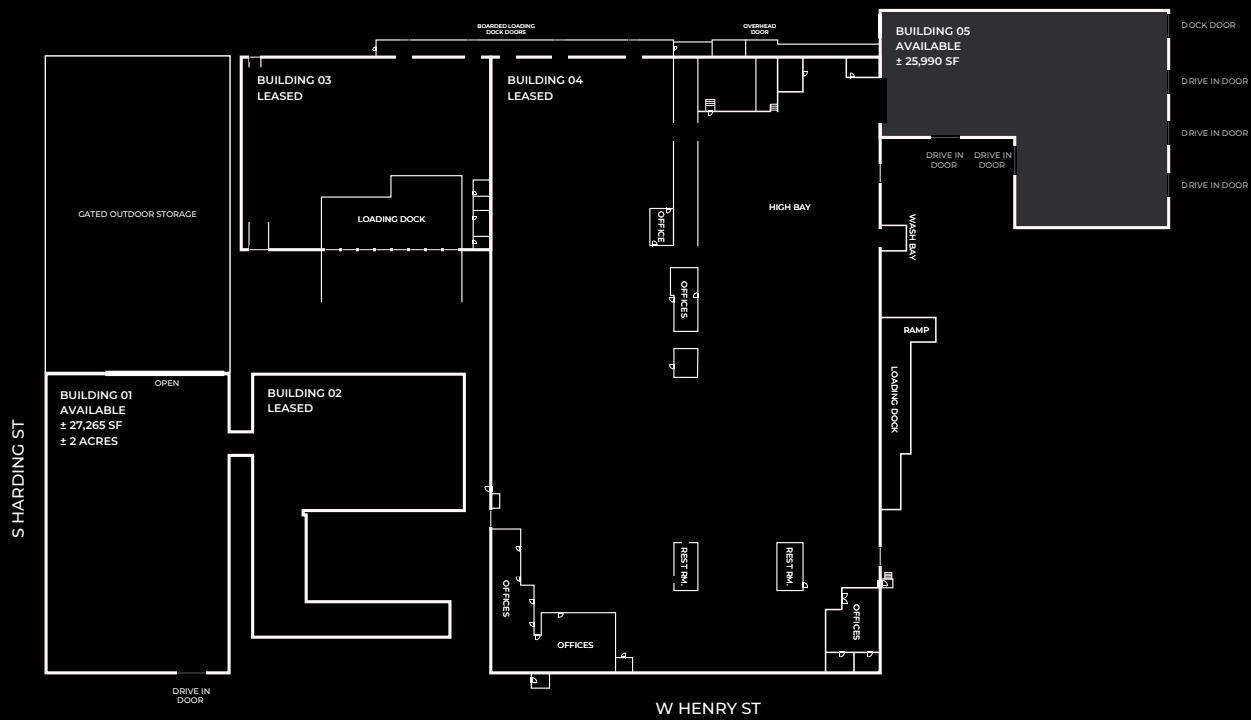 BOARDED LOADING
DOCK DOORS
OVERHEAD
DOOR
BUILDING 05
AVAILABLE
± 25,990 SF
DOCK DOOR
DRIVE IN DOOR
DRIVE IN DOOR
DRIVE IN DOOR
BUILDING 03
LEASED
BUILDING 04
LEASED
DRIVE IN
DOOR
DRIVE IN
DOOR
GATED OUTDOOR STORAGE
LOADING DOCK
OFFICE
HIGH BAY
WASH BAY
OFFICES
RAMP
LOADING DOCK
OPEN
BUILDING 01
AVAILABLE
± 27,265 SF
± 2 ACRES
BUILDING 02
LEASED
S HARDING ST
REST RM.
REST RM.
OFFICES
OFFICES
OFFICES
DRIVE IN
DOOR
W HENRY ST